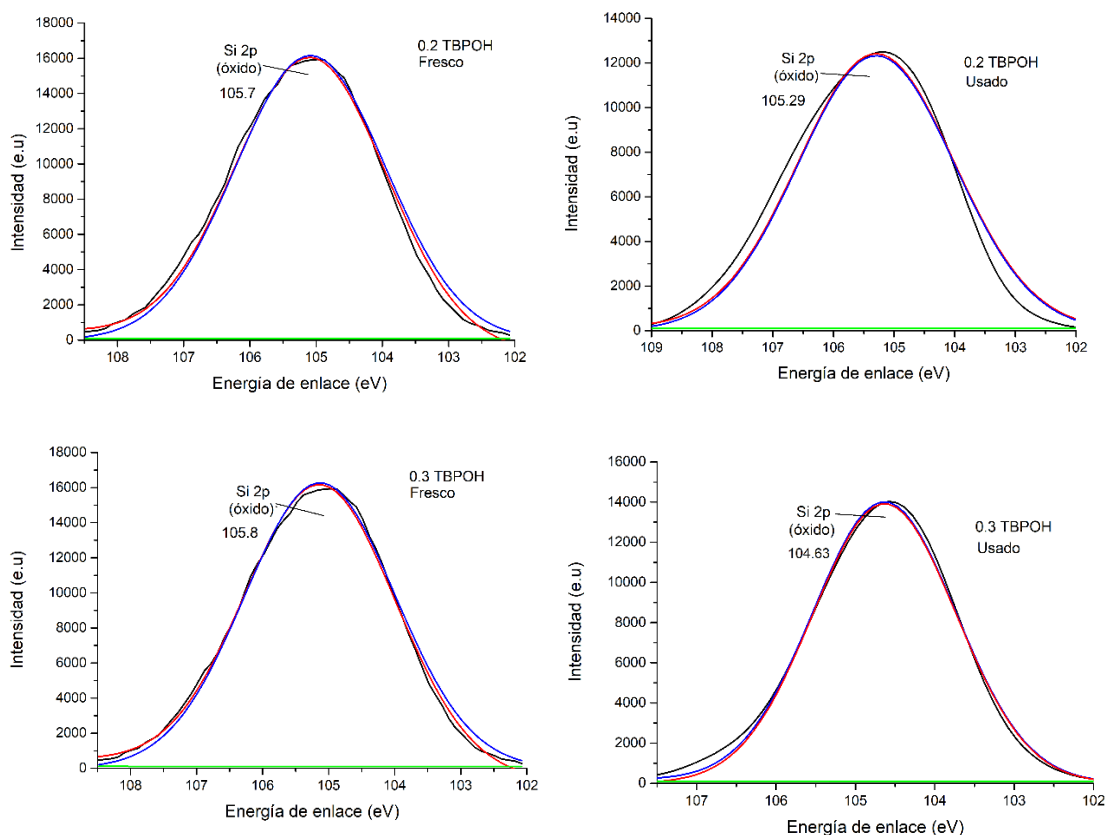 18000
16000
14000
12000
10000
8000
6000
4000
2000
0
Intensidad (e.u)
Si 2p
(óxido)
105.7
0.2 TBPOH
Fresco
108 107 106 105 104 103 102
Energía de enlace (eV)
14000
12000
10000
8000
6000
4000
2000
0
Intensidad (e.u)
Si 2p
(óxido)
105.29
0.2 TBPOH
Usado
109 108 107 106 105 104 103 102
Energía de enlace (eV)
18000
16000
14000
12000
10000
8000
6000
4000
2000
0
Intensidad (e.u)
Si 2p
(óxido)
105.8
0.3 TBPOH
Fresco
108 107 106 105 104 103 102
Energía de enlace (eV)
16000
14000
12000
10000
8000
6000
4000
2000
0
Intensidad (e.u)
Si 2p
(óxido)
104.63
0.3 TBPOH
Usado
107 106 105 104 103 102
Energía de enlace (eV)